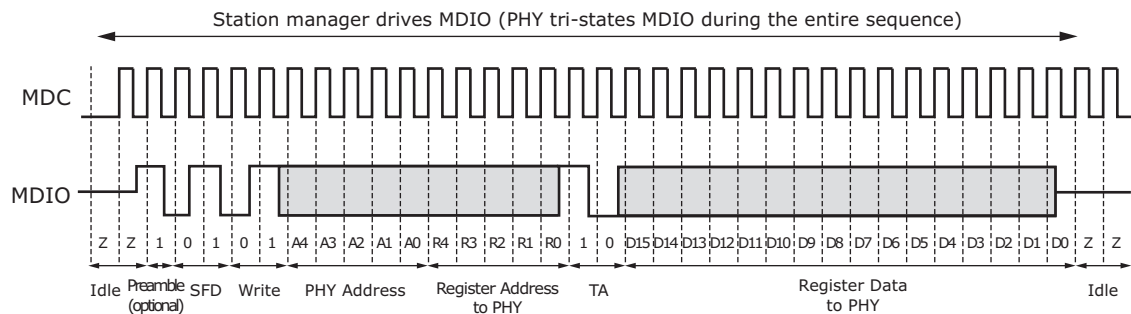 Station manager drives MDIO (PHY tri-states MDIO during the entire sequence)
MDC
MDIO
Z Z 1 0 1 0 1 A4 A3 A2 A1 A0 R4 R3 R2 R1 R0 1 0 D15 D14 D13 D12 D11 D10 D9 D8 D7 D6 D5 D4 D3 D2 D1 D0 Z Z
Idle Preamble (optional) SFD Write PHY Address Register Address to PHY TA Register Data to PHY Idle